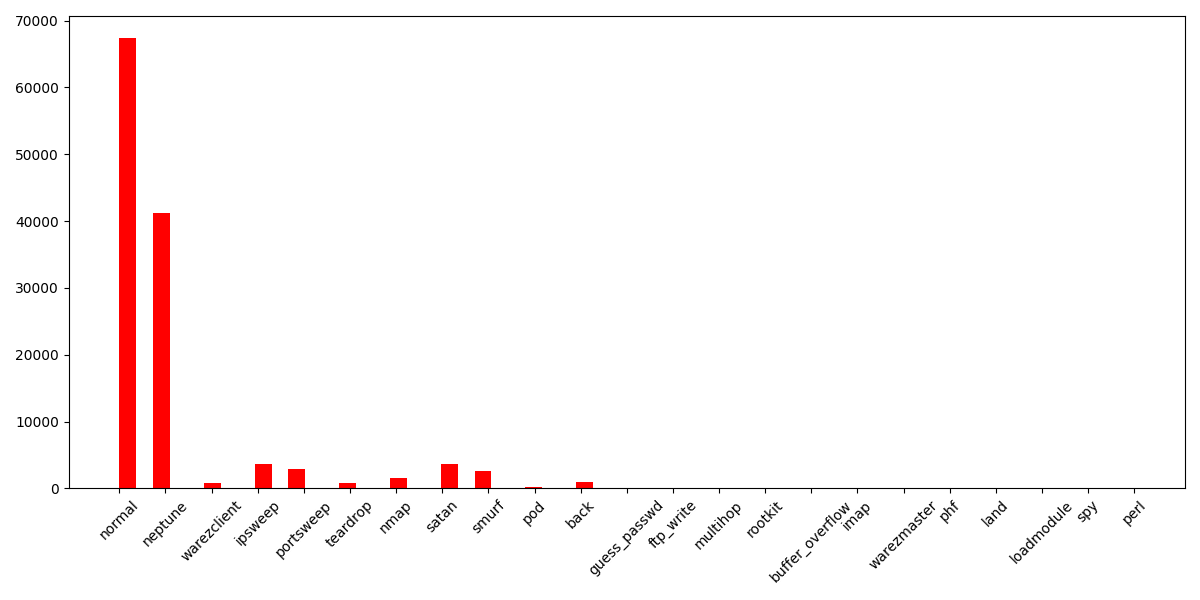 70000
60000
50000
40000
30000
20000
10000
0
normal
neptune
warezclient
ipsweep
portsweep
teardrop
nmap
satan
smurf
pod
back
guess_passwd
ftp_write
multihop
rootkit
buffer_overflow
imap
warezmaster
phf
land
loadmodule
spy
perl